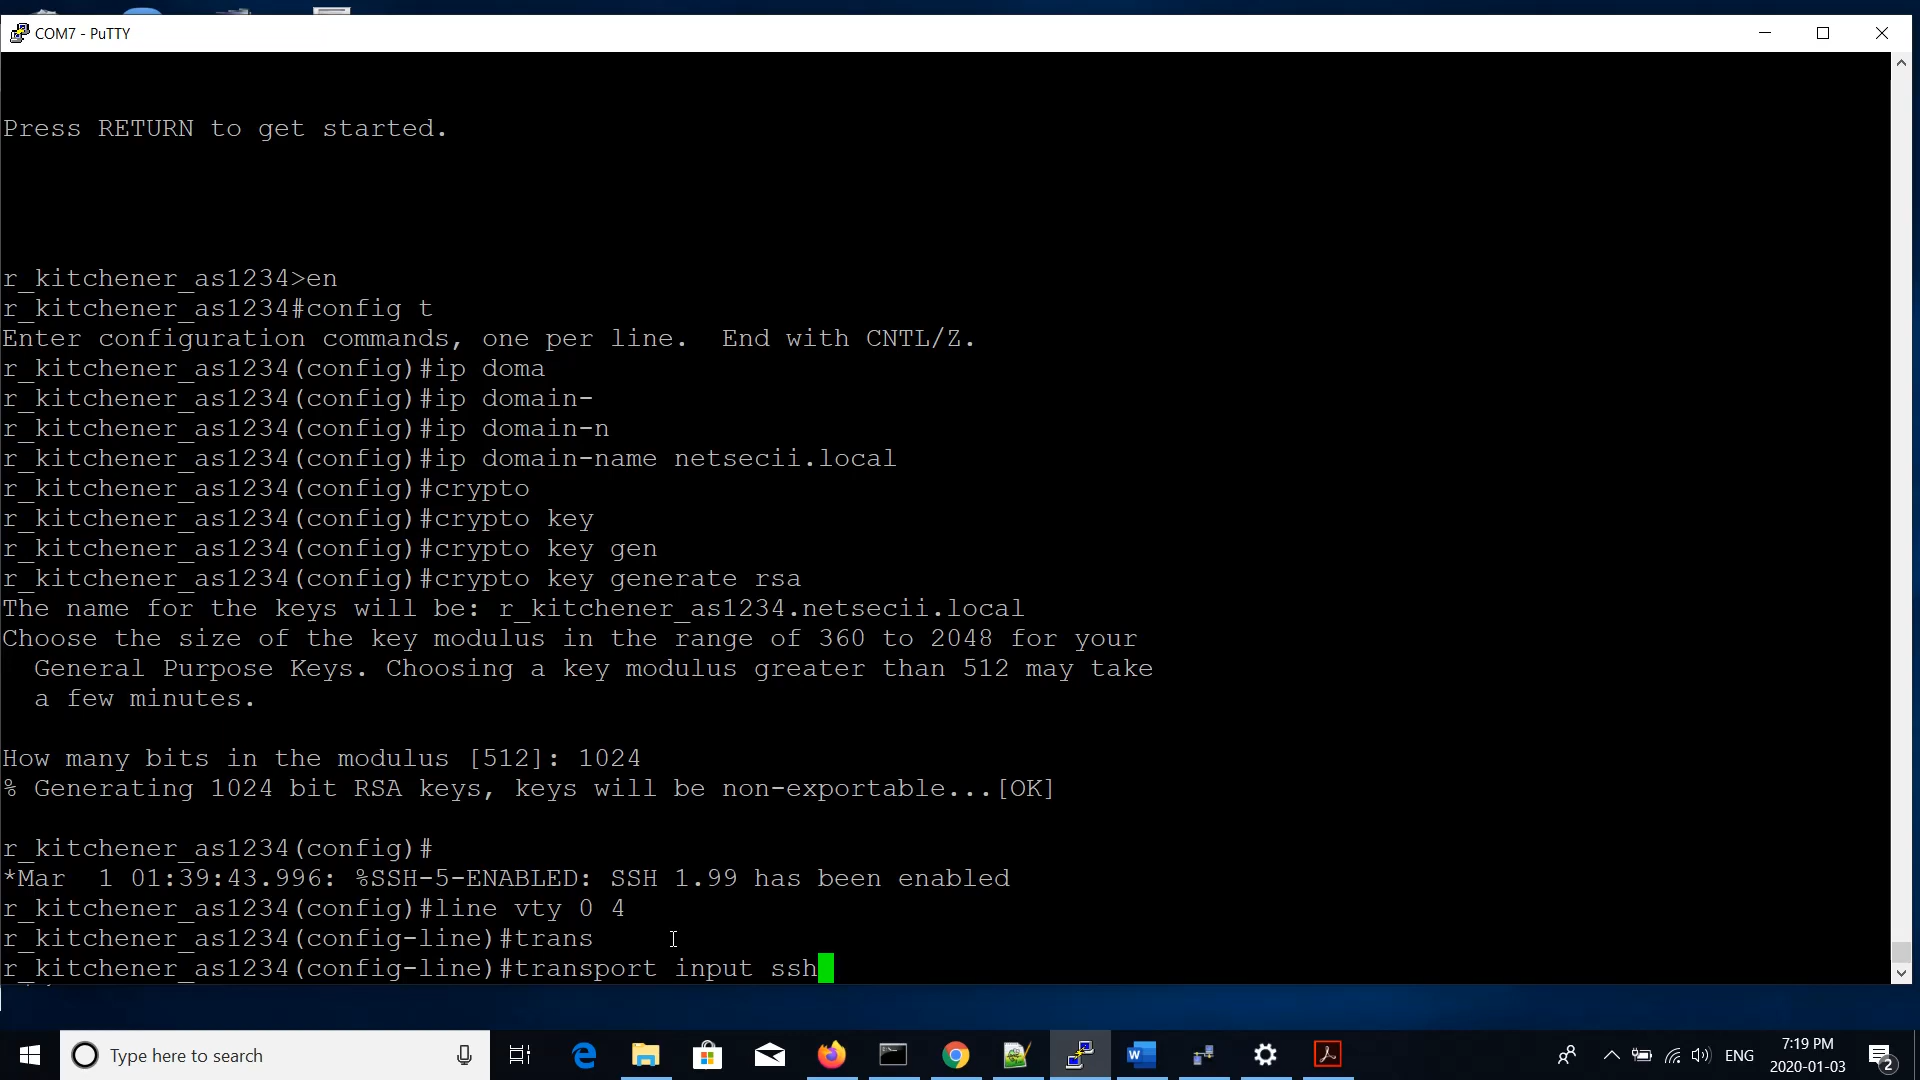 COM7 - PuTTY
Press RETURN to get started.
r_kitchener_as1234>en
r_kitchener_as1234#config t
Enter configuration commands, one per line.  End with CNTL/Z.
r_kitchener_as1234(config)#ip doma
r_kitchener_as1234(config)#ip domain-
r_kitchener_as1234(config)#ip domain-n
r_kitchener_as1234(config)#ip domain-name netsecii.local
r_kitchener_as1234(config)#crypto
r_kitchener_as1234(config)#crypto key
r_kitchener_as1234(config)#crypto key gen
r_kitchener_as1234(config)#crypto key generate rsa
The name for the keys will be: r_kitchener_as1234.netsecii.local
Choose the size of the key modulus in the range of 360 to 2048 for your
  General Purpose Keys. Choosing a key modulus greater than 512 may take
  a few minutes.
How many bits in the modulus [512]: 1024
% Generating 1024 bit RSA keys, keys will be non-exportable...[OK]
r_kitchener_as1234(config)#
*Mar  1 01:39:43.996: %SSH-5-ENABLED: SSH 1.99 has been enabled
r_kitchener_as1234(config)#line vty 0 4
r_kitchener_as1234(config-line)#trans
r_kitchener_as1234(config-line)#transport input ssh
Type here to search
ENG
7:19 PM
2020-01-03
2